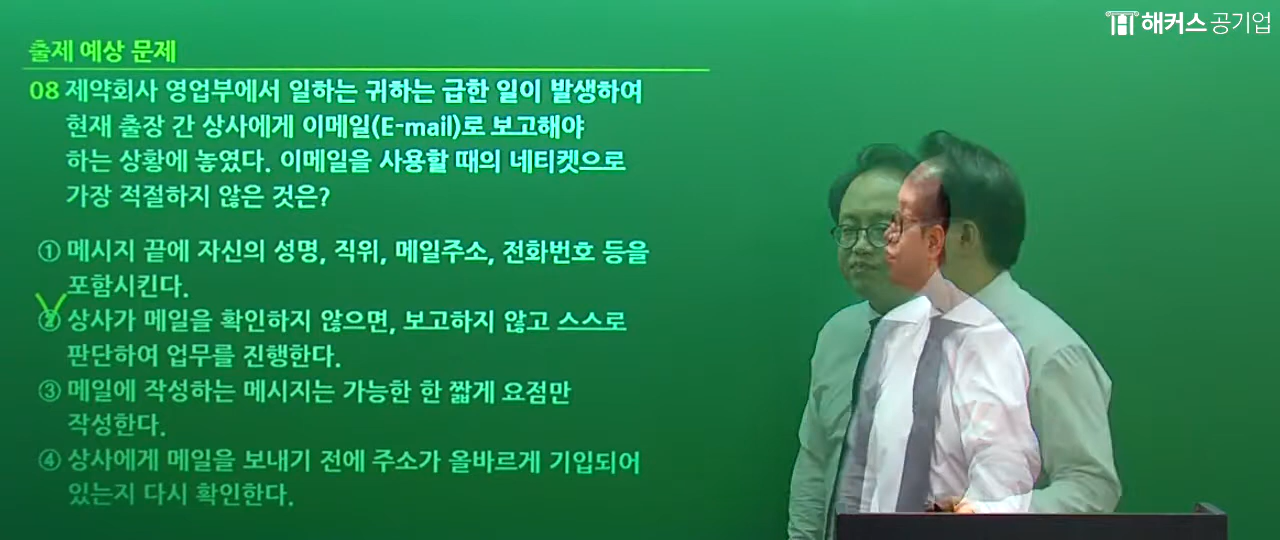 해커스 공기업
출제 예상 문제
08 제약회사 영업부에서 일하는 귀하는 급한 일이 발생하여
현재 출장 간 상사에게 이메일(E-mail)로 보고해야
하는 상황에 놓였다. 이메일을 사용할 때의 네티켓으로
가장 적절하지 않은 것은?
① 메시지 끝에 자신의 성명, 직위, 메일주소, 전화번호 등을
포함시킨다.
② 상사가 메일을 확인하지 않으면, 보고하지 않고 스스로
판단하여 업무를 진행한다.
③ 메일에 작성하는 메시지는 가능한 한 짧게 요점만
작성한다.
④ 상사에게 메일을 보내기 전에 주소가 올바르게 기입되어
있는지 다시 확인한다.